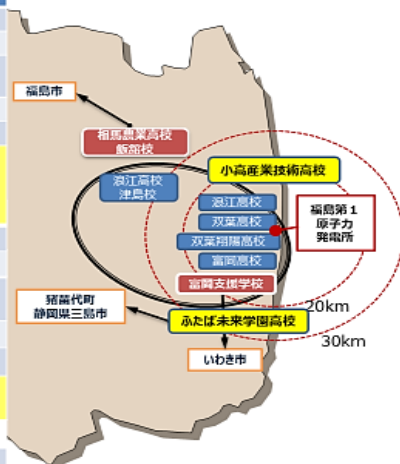 福島市
相馬農業高校
飯舘校
小高産業技術高校
浪江高校
津島校
浪江高校
双葉高校
双葉翔陽高校
富岡高校
富岡支援学校
福島第1
原子力
発電所
猪苗代町
静岡県三島市
ふたば未来学園高校
20km
30km
いわき市